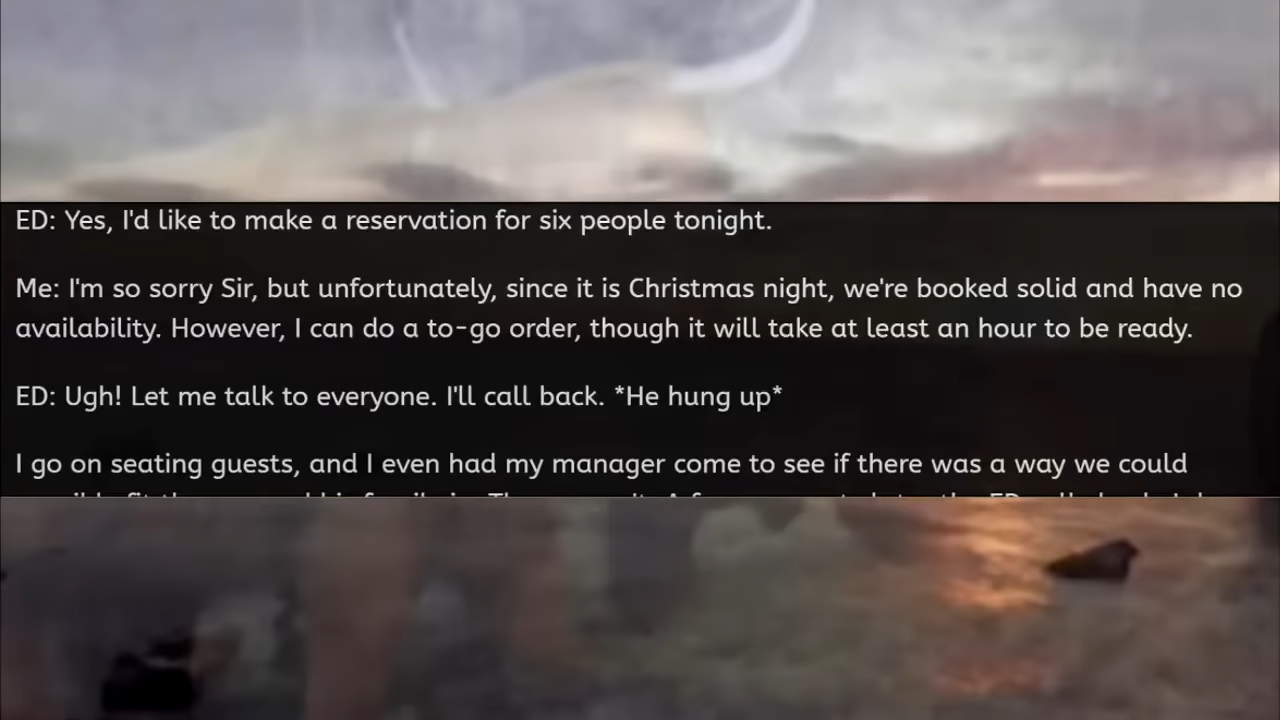 ED: Yes, I'd like to make a reservation for six people tonight.
Me: I'm so sorry Sir, but unfortunately, since it is Christmas night, we're booked solid and have no
availability. However, I can do a to-go order, though it will take at least an hour to be ready.
ED: Ugh! Let me talk to everyone. I'll call back. *He hung up*
I go on seating guests, and I even had my manager come to see if there was a way we could